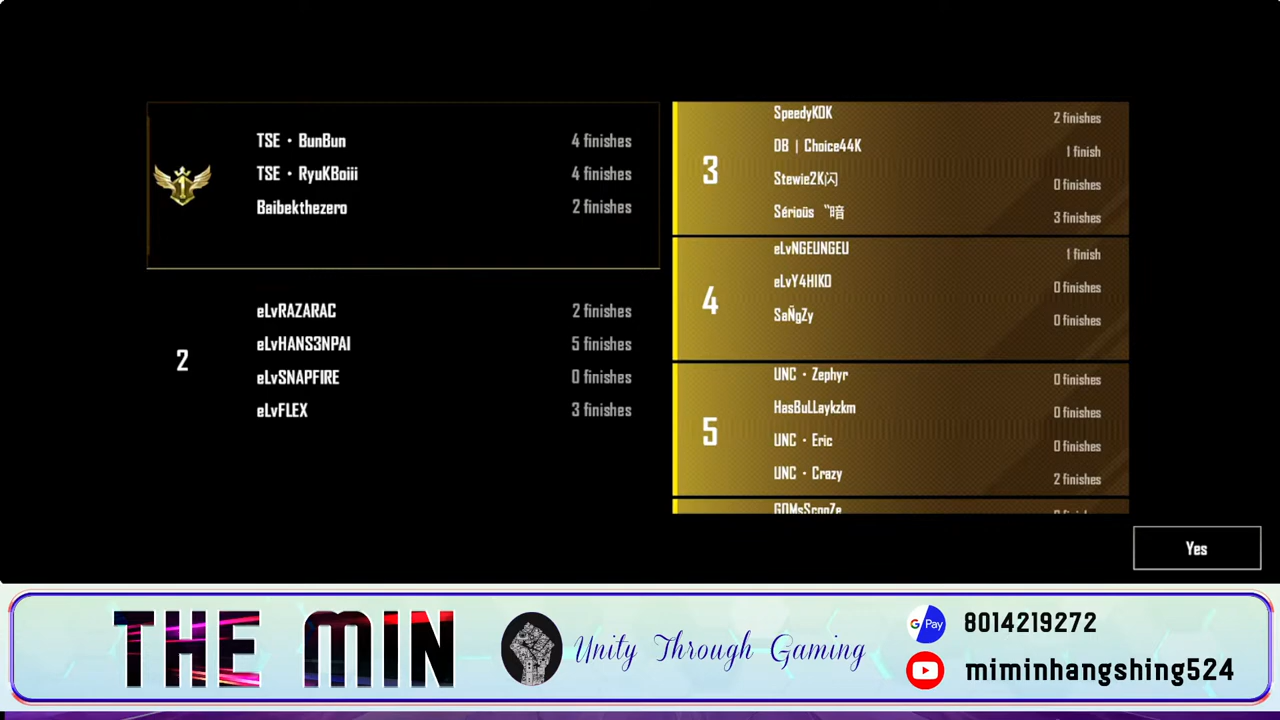 1
TSE • BunBun 4 finishes
TSE • RyuKBoiii 4 finishes
Baibekthezero 2 finishes
2
eLvRAZARAC 2 finishes
eLvHANS3NPAI 5 finishes
eLvSNAPFIRE 0 finishes
eLvFLEX 3 finishes
3
SpeedyKOK 2 finishes
DB | Choice44K 1 finish
Stewie2K闪 0 finishes
Sérioüs 〝暗 3 finishes
4
eLvNGEUNGEU 1 finish
eLvY4HIKO 0 finishes
SaÑgZy 0 finishes
5
UNC • Zephyr 0 finishes
HasBuLLaykzkm 0 finishes
UNC • Eric 0 finishes
UNC • Crazy 2 finishes
Yes
THE MIN
Unity Through Gaming
G Pay 8014219272
miminhangshing524